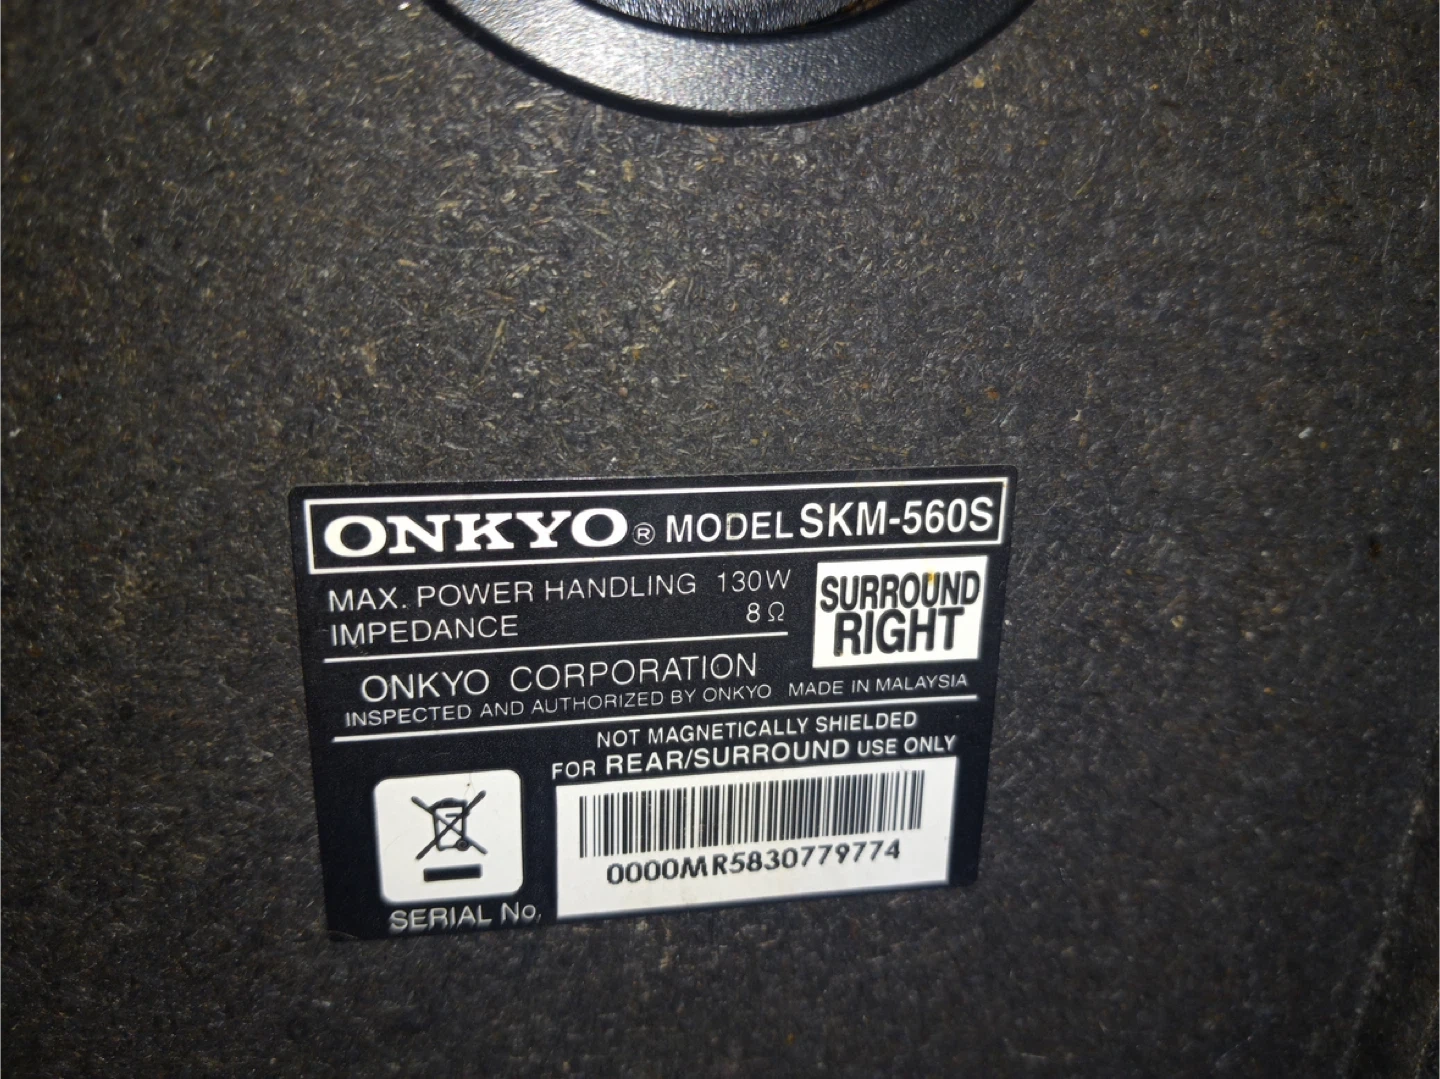 ONKYO® MODEL SKM-560S
MAX. POWER HANDLING 130W
IMPEDANCE 8Ω
SURROUND
RIGHT
ONKYO CORPORATION
INSPECTED AND AUTHORIZED BY ONKYO MADE IN MALAYSIA
NOT MAGNETICALLY SHIELDED
FOR REAR/SURROUND USE ONLY
0000MR5830779774
SERIAL No.